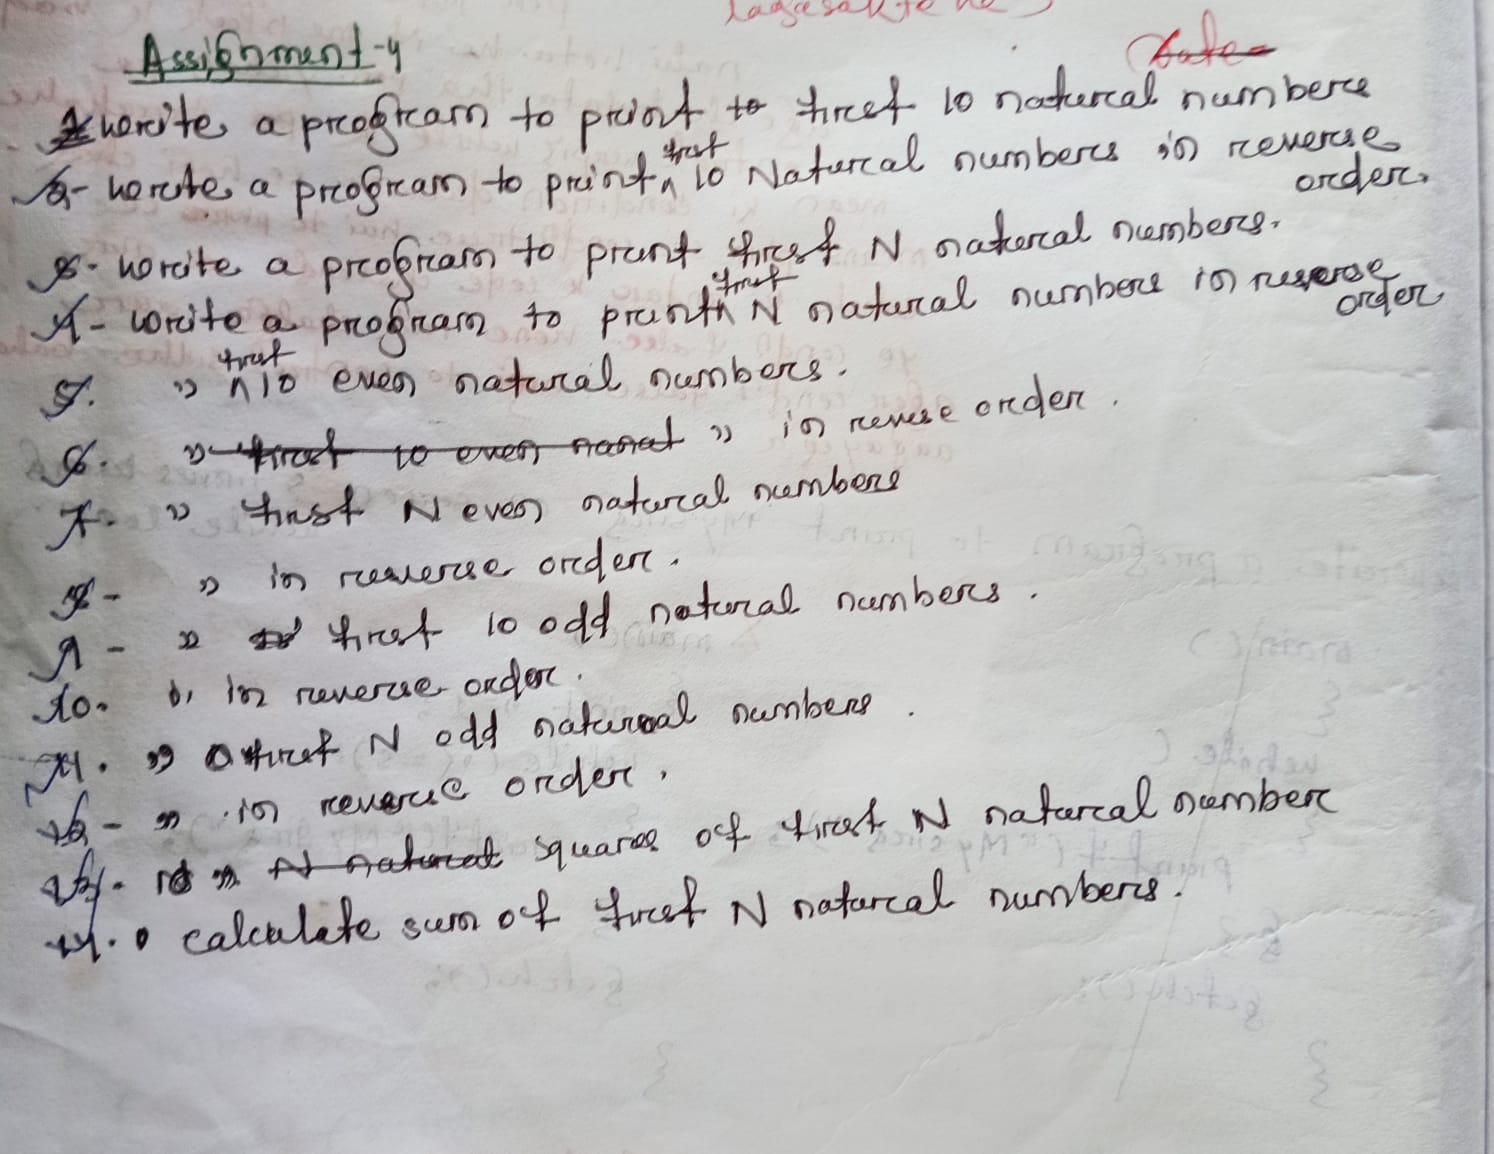 Assignment-4
Date
1 write a program to print to first 10 natural numbers
2- write a program to print first 10 Natural numbers in reverse order.
3- write a program to print first N natural numbers.
4- write a program to print first N natural numbers in reverse order
5. " first 10 even natural numbers.
6. " first 10 even " in reverse order.
7. " first N even natural numbers
8- " in reverse order.
9- " first 10 odd natural numbers.
10. " in reverse order.
11. " first N odd natural numbers.
12- " in reverse order.
13. " N natural squares of first N natural number
14. calculate sum of first N natural numbers.